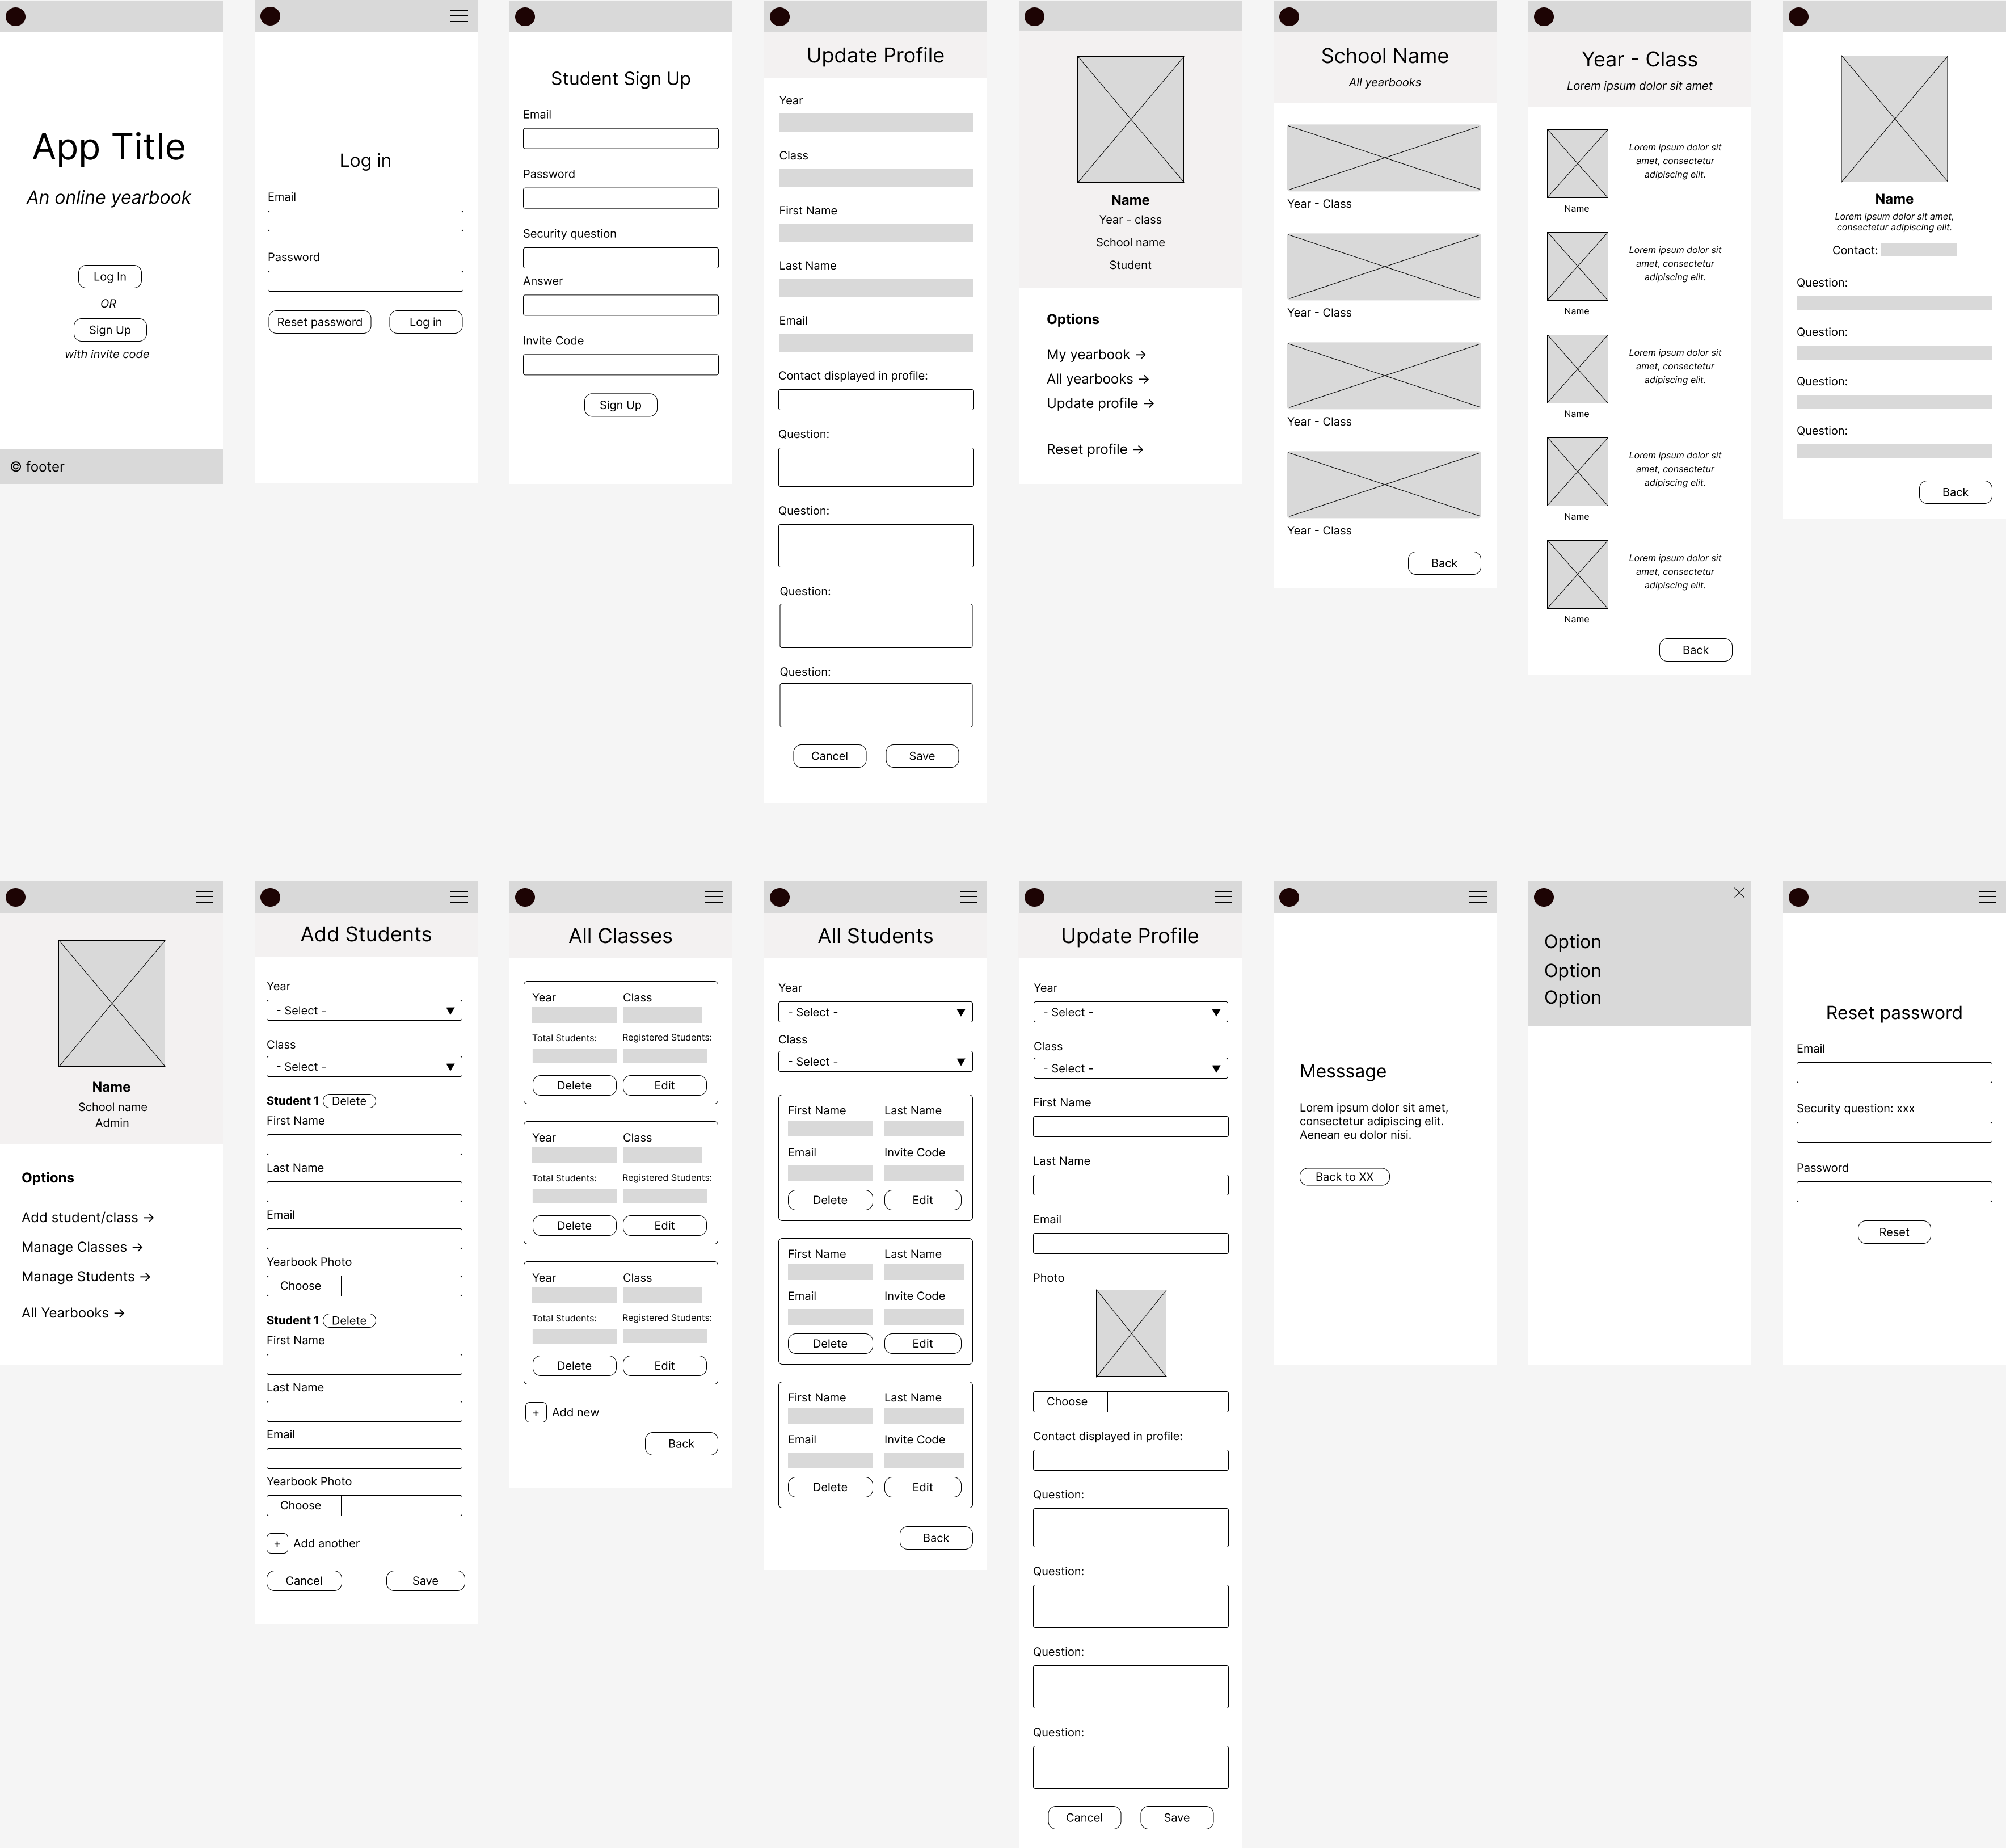 App Title
An online yearbook
Log In
OR
Sign Up
with invite code
© footer
Log in
Email
Password
Reset password
Log in
Student Sign Up
Email
Password
Security question
Answer
Invite Code
Sign Up
Update Profile
Year
Class
First Name
Last Name
Email
Contact displayed in profile:
Question:
Question:
Question:
Question:
Cancel
Save
Name
Year - class
School name
Student
Options
My yearbook →
All yearbooks →
Update profile →
Reset profile →
School Name
All yearbooks
Year - Class
Year - Class
Year - Class
Year - Class
Back
Year - Class
Lorem ipsum dolor sit amet
Lorem ipsum dolor sit
amet, consectetur
adipiscing elit.
Name
Lorem ipsum dolor sit
amet, consectetur
adipiscing elit.
Name
Lorem ipsum dolor sit
amet, consectetur
adipiscing elit.
Name
Lorem ipsum dolor sit
amet, consectetur
adipiscing elit.
Name
Lorem ipsum dolor sit
amet, consectetur
adipiscing elit.
Name
Back
Name
Lorem ipsum dolor sit amet,
consectetur adipiscing elit.
Contact:
Question:
Question:
Question:
Question:
Back
Name
School name
Admin
Options
Add student/class →
Manage Classes →
Manage Students →
All Yearbooks →
Add Students
Year
- Select -
Class
- Select -
Student 1 Delete
First Name
Last Name
Email
Yearbook Photo
Choose
Student 1 Delete
First Name
Last Name
Email
Yearbook Photo
Choose
+ Add another
Cancel
Save
All Classes
Year Class
Total Students: Registered Students:
Delete Edit
Year Class
Total Students: Registered Students:
Delete Edit
Year Class
Total Students: Registered Students:
Delete Edit
+ Add new
Back
All Students
Year
- Select -
Class
- Select -
First Name Last Name
Email Invite Code
Delete Edit
First Name Last Name
Email Invite Code
Delete Edit
First Name Last Name
Email Invite Code
Delete Edit
Back
Update Profile
Year
- Select -
Class
- Select -
First Name
Last Name
Email
Photo
Choose
Contact displayed in profile:
Question:
Question:
Question:
Question:
Cancel
Save
Messsage
Lorem ipsum dolor sit amet,
consectetur adipiscing elit.
Aenean eu dolor nisi.
Back to XX
Option
Option
Option
Reset password
Email
Security question: xxx
Password
Reset